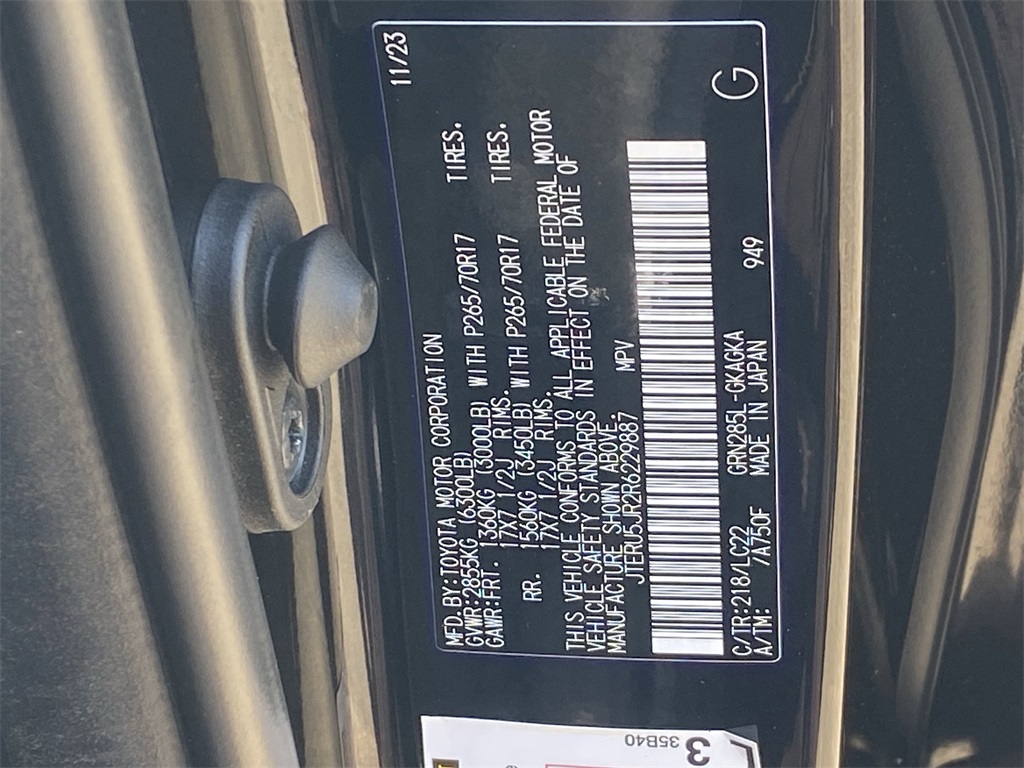 MFD. BY: TOYOTA MOTOR CORPORATION 11/23
GVWR: 2855KG (6300LB)
GAWR: FRT. 1360KG (3000LB) WITH P265/70R17 TIRES.
17X7 1/2J RIMS.
RR. 1560KG (3450LB) WITH P265/70R17 TIRES.
17X7 1/2J RIMS.
THIS VEHICLE CONFORMS TO ALL APPLICABLE FEDERAL MOTOR
VEHICLE SAFETY STANDARDS IN EFFECT ON THE DATE OF
MANUFACTURE SHOWN ABOVE.
JTERU5JR2R6229887 MPV
C/TR: 218/LC22 GRN285L-GKAGKA G
A/TM: /A750F MADE IN JAPAN 949
3
35B40